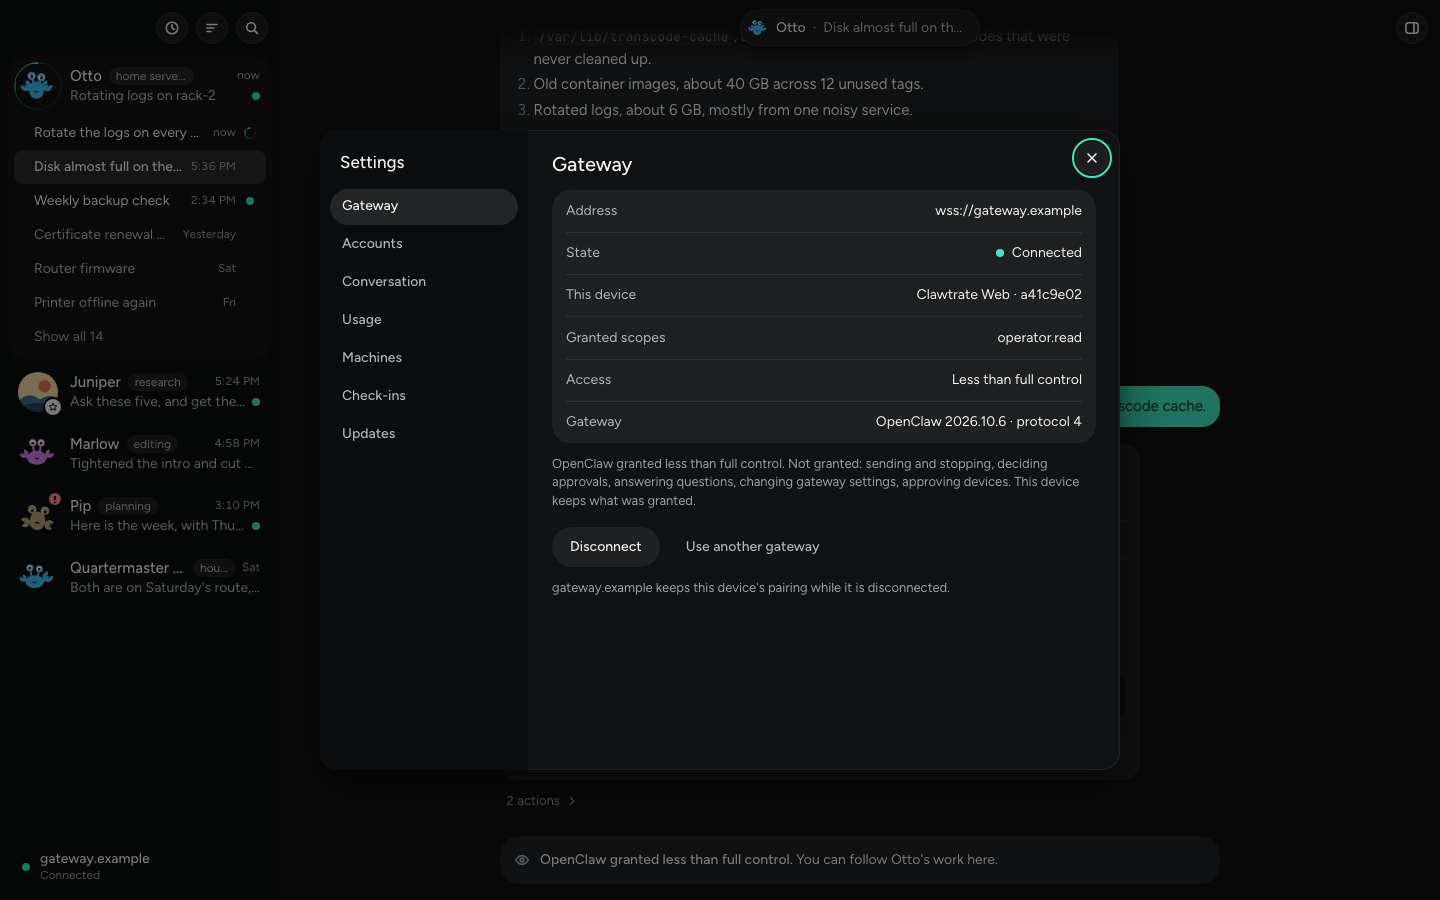 Otto · Disk almost full on th...
Otto home serve... now
Rotating logs on rack-2
Rotate the logs on every ... now
Disk almost full on the... 5:36 PM
Weekly backup check 2:34 PM
Certificate renewal ... Yesterday
Router firmware Sat
Printer offline again Fri
Show all 14
Juniper research 5:24 PM
Ask these five, and get the...
Marlow editing 4:58 PM
Tightened the intro and cut ...
Pip planning 3:10 PM
Here is the week, with Thu...
Quartermaster ... hou... Sat
Both are on Saturday's route,...
gateway.example
Connected
1. /var/lib/transcode-cache, that were
never cleaned up.
2. Old container images, about 40 GB across 12 unused tags.
3. Rotated logs, about 6 GB, mostly from one noisy service.
Settings
Gateway
Accounts
Conversation
Usage
Machines
Check-ins
Updates
Gateway
Address wss://gateway.example
State Connected
This device Clawtrate Web · a41c9e02
Granted scopes operator.read
Access Less than full control
Gateway OpenClaw 2026.10.6 · protocol 4
OpenClaw granted less than full control. Not granted: sending and stopping, deciding
approvals, answering questions, changing gateway settings, approving devices. This device
keeps what was granted.
Disconnect Use another gateway
gateway.example keeps this device's pairing while it is disconnected.
cache.
2 actions
OpenClaw granted less than full control. You can follow Otto's work here.